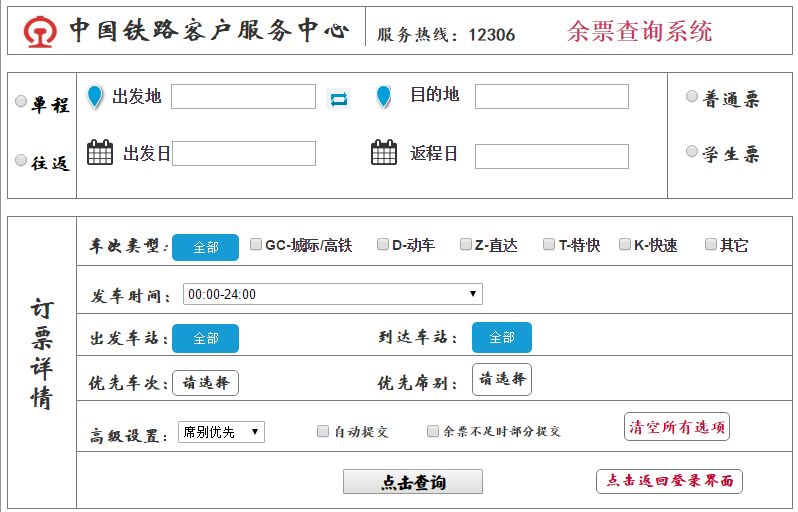 中国铁路客户服务中心 服务热线：12306 余票查询系统
单程 出发地 目的地 普通票
往返 出发日 返程日 学生票
订票详情
车次类型: 全部 GC-城际/高铁 D-动车 Z-直达 T-特快 K-快速 其它
发车时间： 00:00-24:00
出发车站: 全部 到达车站： 全部
优先车次: 请选择 优先席别： 请选择
高级设置： 席别优先 自动提交 余票不足时部分提交 清空所有选项
点击查询 点击返回登录界面